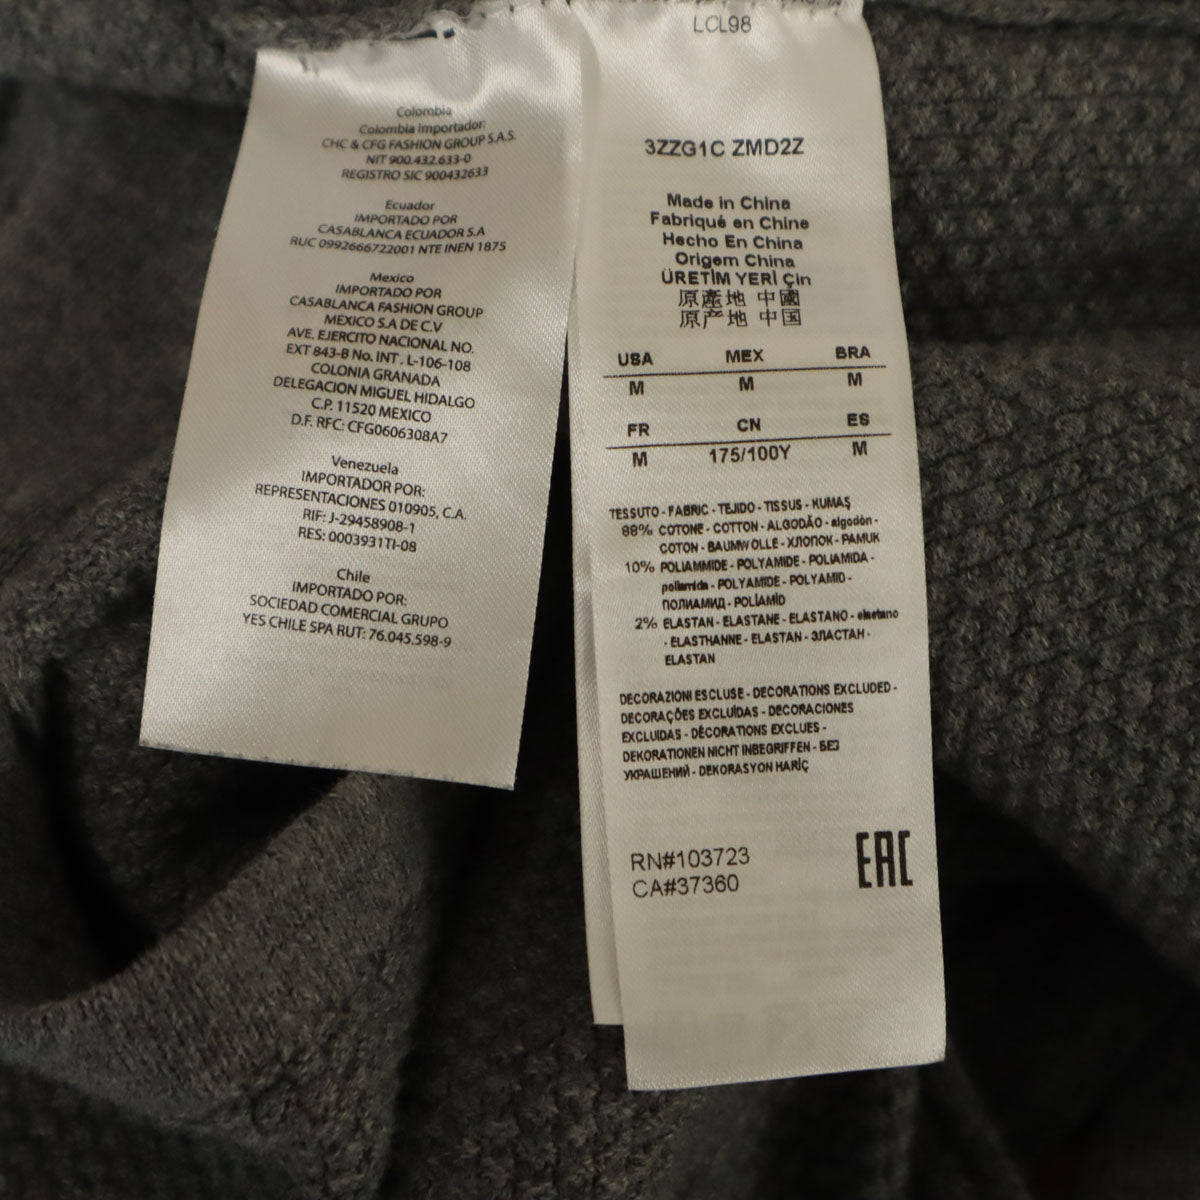 Colombia
Colombia importador:
CHC & CFG FASHION GROUP S.A.S.
NIT 900.432.633-0
REGISTRO SIC 900432633
Ecuador
IMPORTADO POR
CASABLANCA ECUADOR S.A
RUC 0992666722001 NTE INEN 1875
Mexico
IMPORTADO POR
CASABLANCA FASHION GROUP
MEXICO S.A DE C.V
AVE. EJERCITO NACIONAL NO.
EXT 843-B No. INT . L-106-108
COLONIA GRANADA
DELEGACION MIGUEL HIDALGO
C.P. 11520 MEXICO
D.F. RFC: CFG0606308A7
Venezuela
IMPORTADOR POR:
REPRESENTACIONES 010905, C.A.
RIF: J-29458908-1
RES: 0003931TI-08
Chile
IMPORTADO POR:
SOCIEDAD COMERCIAL GRUPO
YES CHILE SPA RUT: 76.045.598-9
LCL98
3ZZG1C ZMD2Z
Made in China
Fabriqué en Chine
Hecho En China
Origem China
ÜRETİM YERİ Çin
原產地 中國
原产地 中国
USA MEX BRA
M M M
FR CN ES
M 175/100Y M
TESSUTO - FABRIC - TEJIDO - TISSUS - KUMAŞ
88% COTONE - COTTON - ALGODÃO - algodón -
COTON - BAUMWOLLE - ХЛОПОК - PAMUK
10% POLIAMMIDE - POLYAMIDE - POLIAMIDA -
poliamida - POLYAMIDE - POLYAMID -
ПОЛИАМИД - POLİAMİD
2% ELASTAN - ELASTANE - ELASTANO - elastano
- ELASTHANNE - ELASTAN - ЭЛАСТАН -
ELASTAN
DECORAZIONI ESCLUSE - DECORATIONS EXCLUDED -
DECORAÇÕES EXCLUÍDAS - DECORACIONES
EXCLUIDAS - DÉCORATIONS EXCLUES -
DEKORATIONEN NICHT INBEGRIFFEN - БЕЗ
УКРАШЕНИЙ - DEKORASYON HARİÇ
RN#103723
CA#37360
EAC